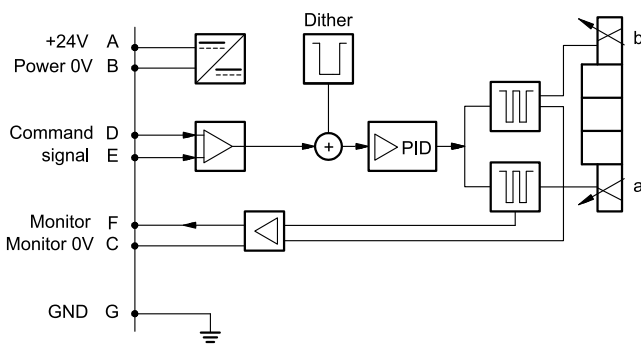 Dither
+24V A
Power 0V B
b
Command D
signal E
+
PID
a
Monitor F
Monitor 0V C
GND G